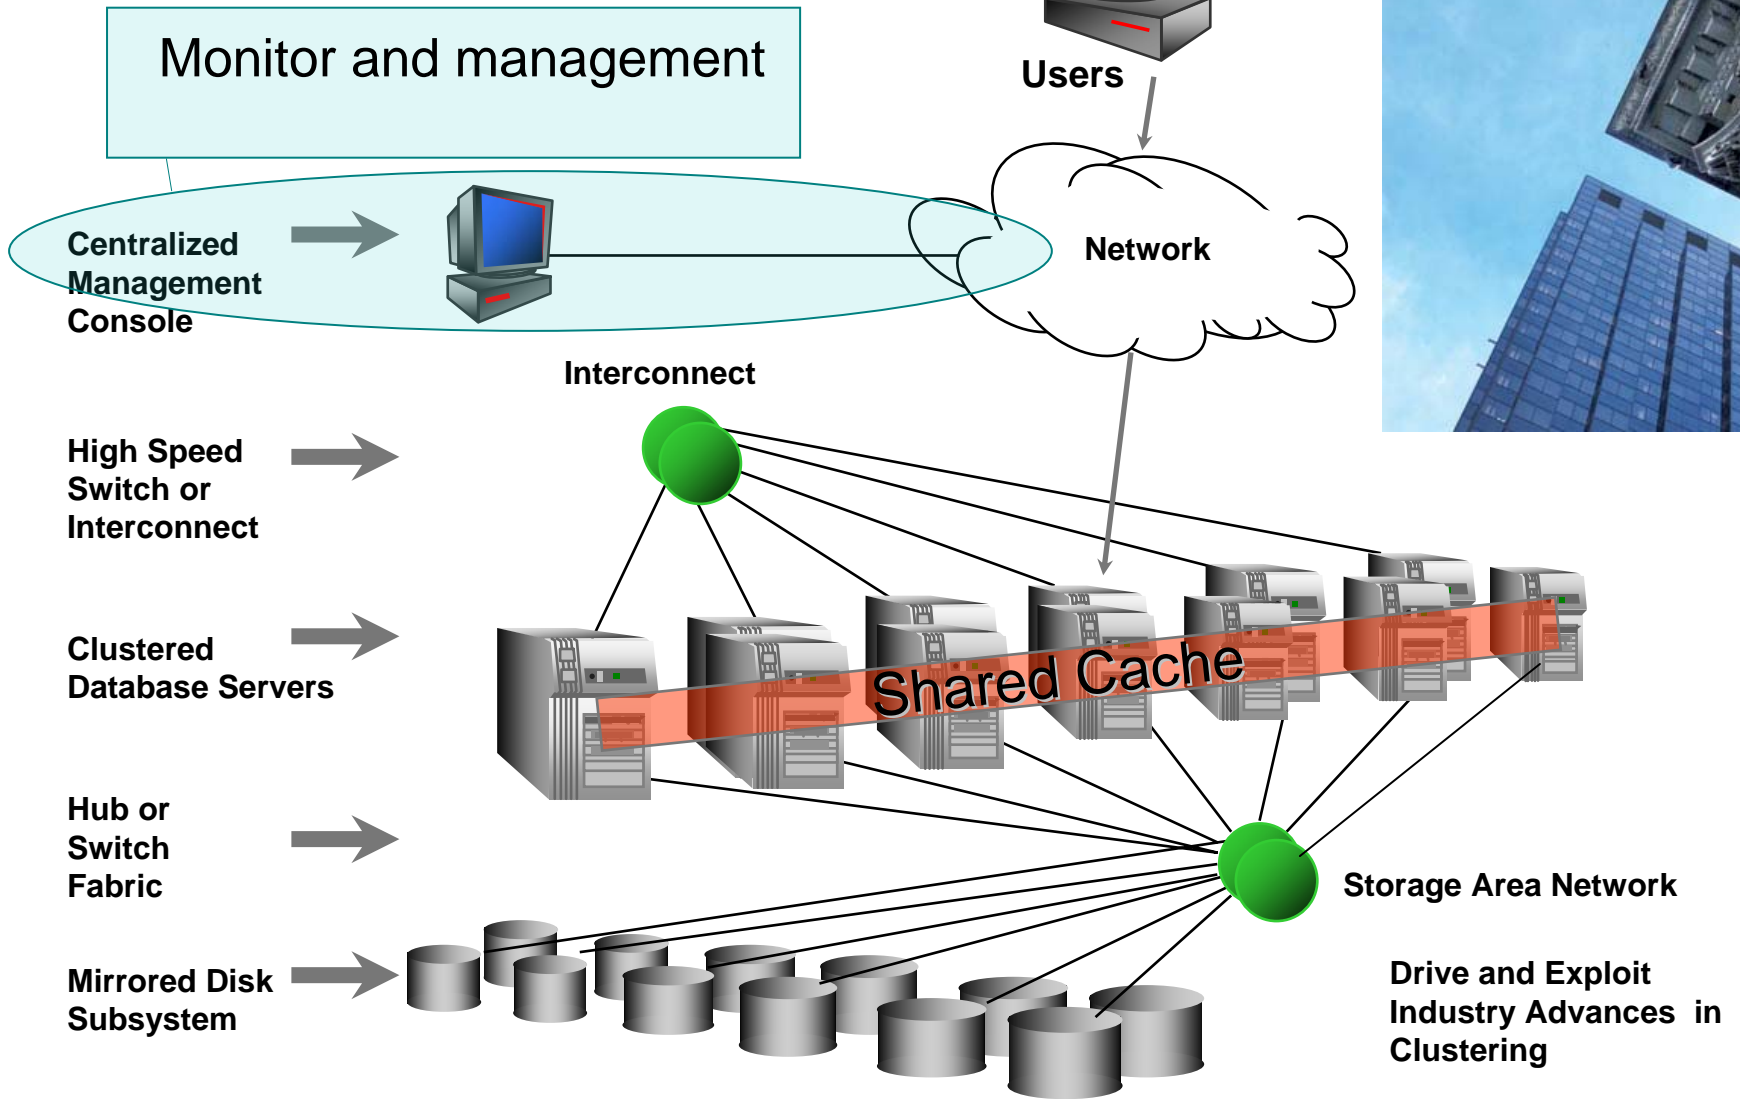 Monitor and management
Users
Centralized
Management
Console
Network
Interconnect
High Speed
Switch or
Interconnect
Clustered
Database Servers
Shared Cache
Hub or
Switch
Fabric
Storage Area Network
Mirrored Disk
Subsystem
Drive and Exploit
Industry Advances in
Clustering